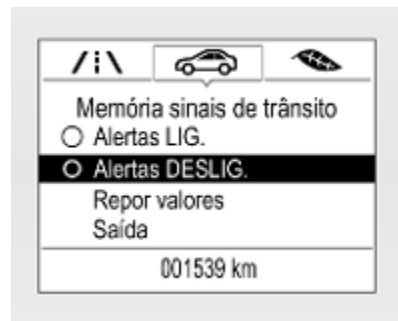 Memória sinais de trânsito
Alertas LIG.
Alertas DESLIG.
Repor valores
Saída
001539 km